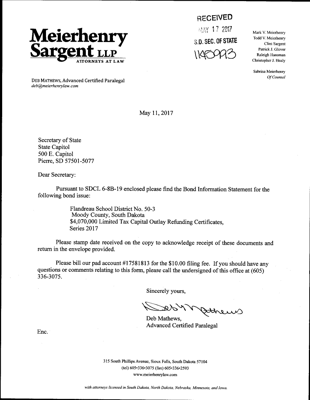 Meierhenry
Sargent LLP
ATTORNEYS AT LAW
DEB MATHEWS, Advanced Certified Paralegal
deb@meierhenrylaw.com
RECEIVED
MAY 17 2017
S.D. SEC. OF STATE
Mark V. Meierhenry
Todd V. Meierhenry
Clint Sargent
Patrick J. Glover
Raleigh Hansman
Christopher J. Healy
Sabrina Meierhenry
Of Counsel
May 11, 2017
Secretary of State
State Capitol
500 E. Capitol
Pierre, SD 57501-5077
Dear Secretary:
Pursuant to SDCL 6-8B-19 enclosed please find the Bond Information Statement for the
following bond issue:
Flandreau School District No. 50-3
Moody County, South Dakota
$4,070,000 Limited Tax Capital Outlay Refunding Certificates,
Series 2017
Please stamp date received on the copy to acknowledge receipt of these documents and
return in the envelope provided.
Please bill our paid account #17581813 for the $10.00 filing fee. If you should have any
questions or comments relating to this form, please call the undersigned of this office at (605)
336-3075.
Sincerely yours,
Deb Mathews
Deb Mathews,
Advanced Certified Paralegal
Enc.
315 South Phillips Avenue, Sioux Falls, South Dakota 57104
(tel) 605-336-3075 (fax) 605-336-2593
www.meierhenrylaw.com
with attorneys licensed in South Dakota, North Dakota, Nebraska, Minnesota, and Iowa